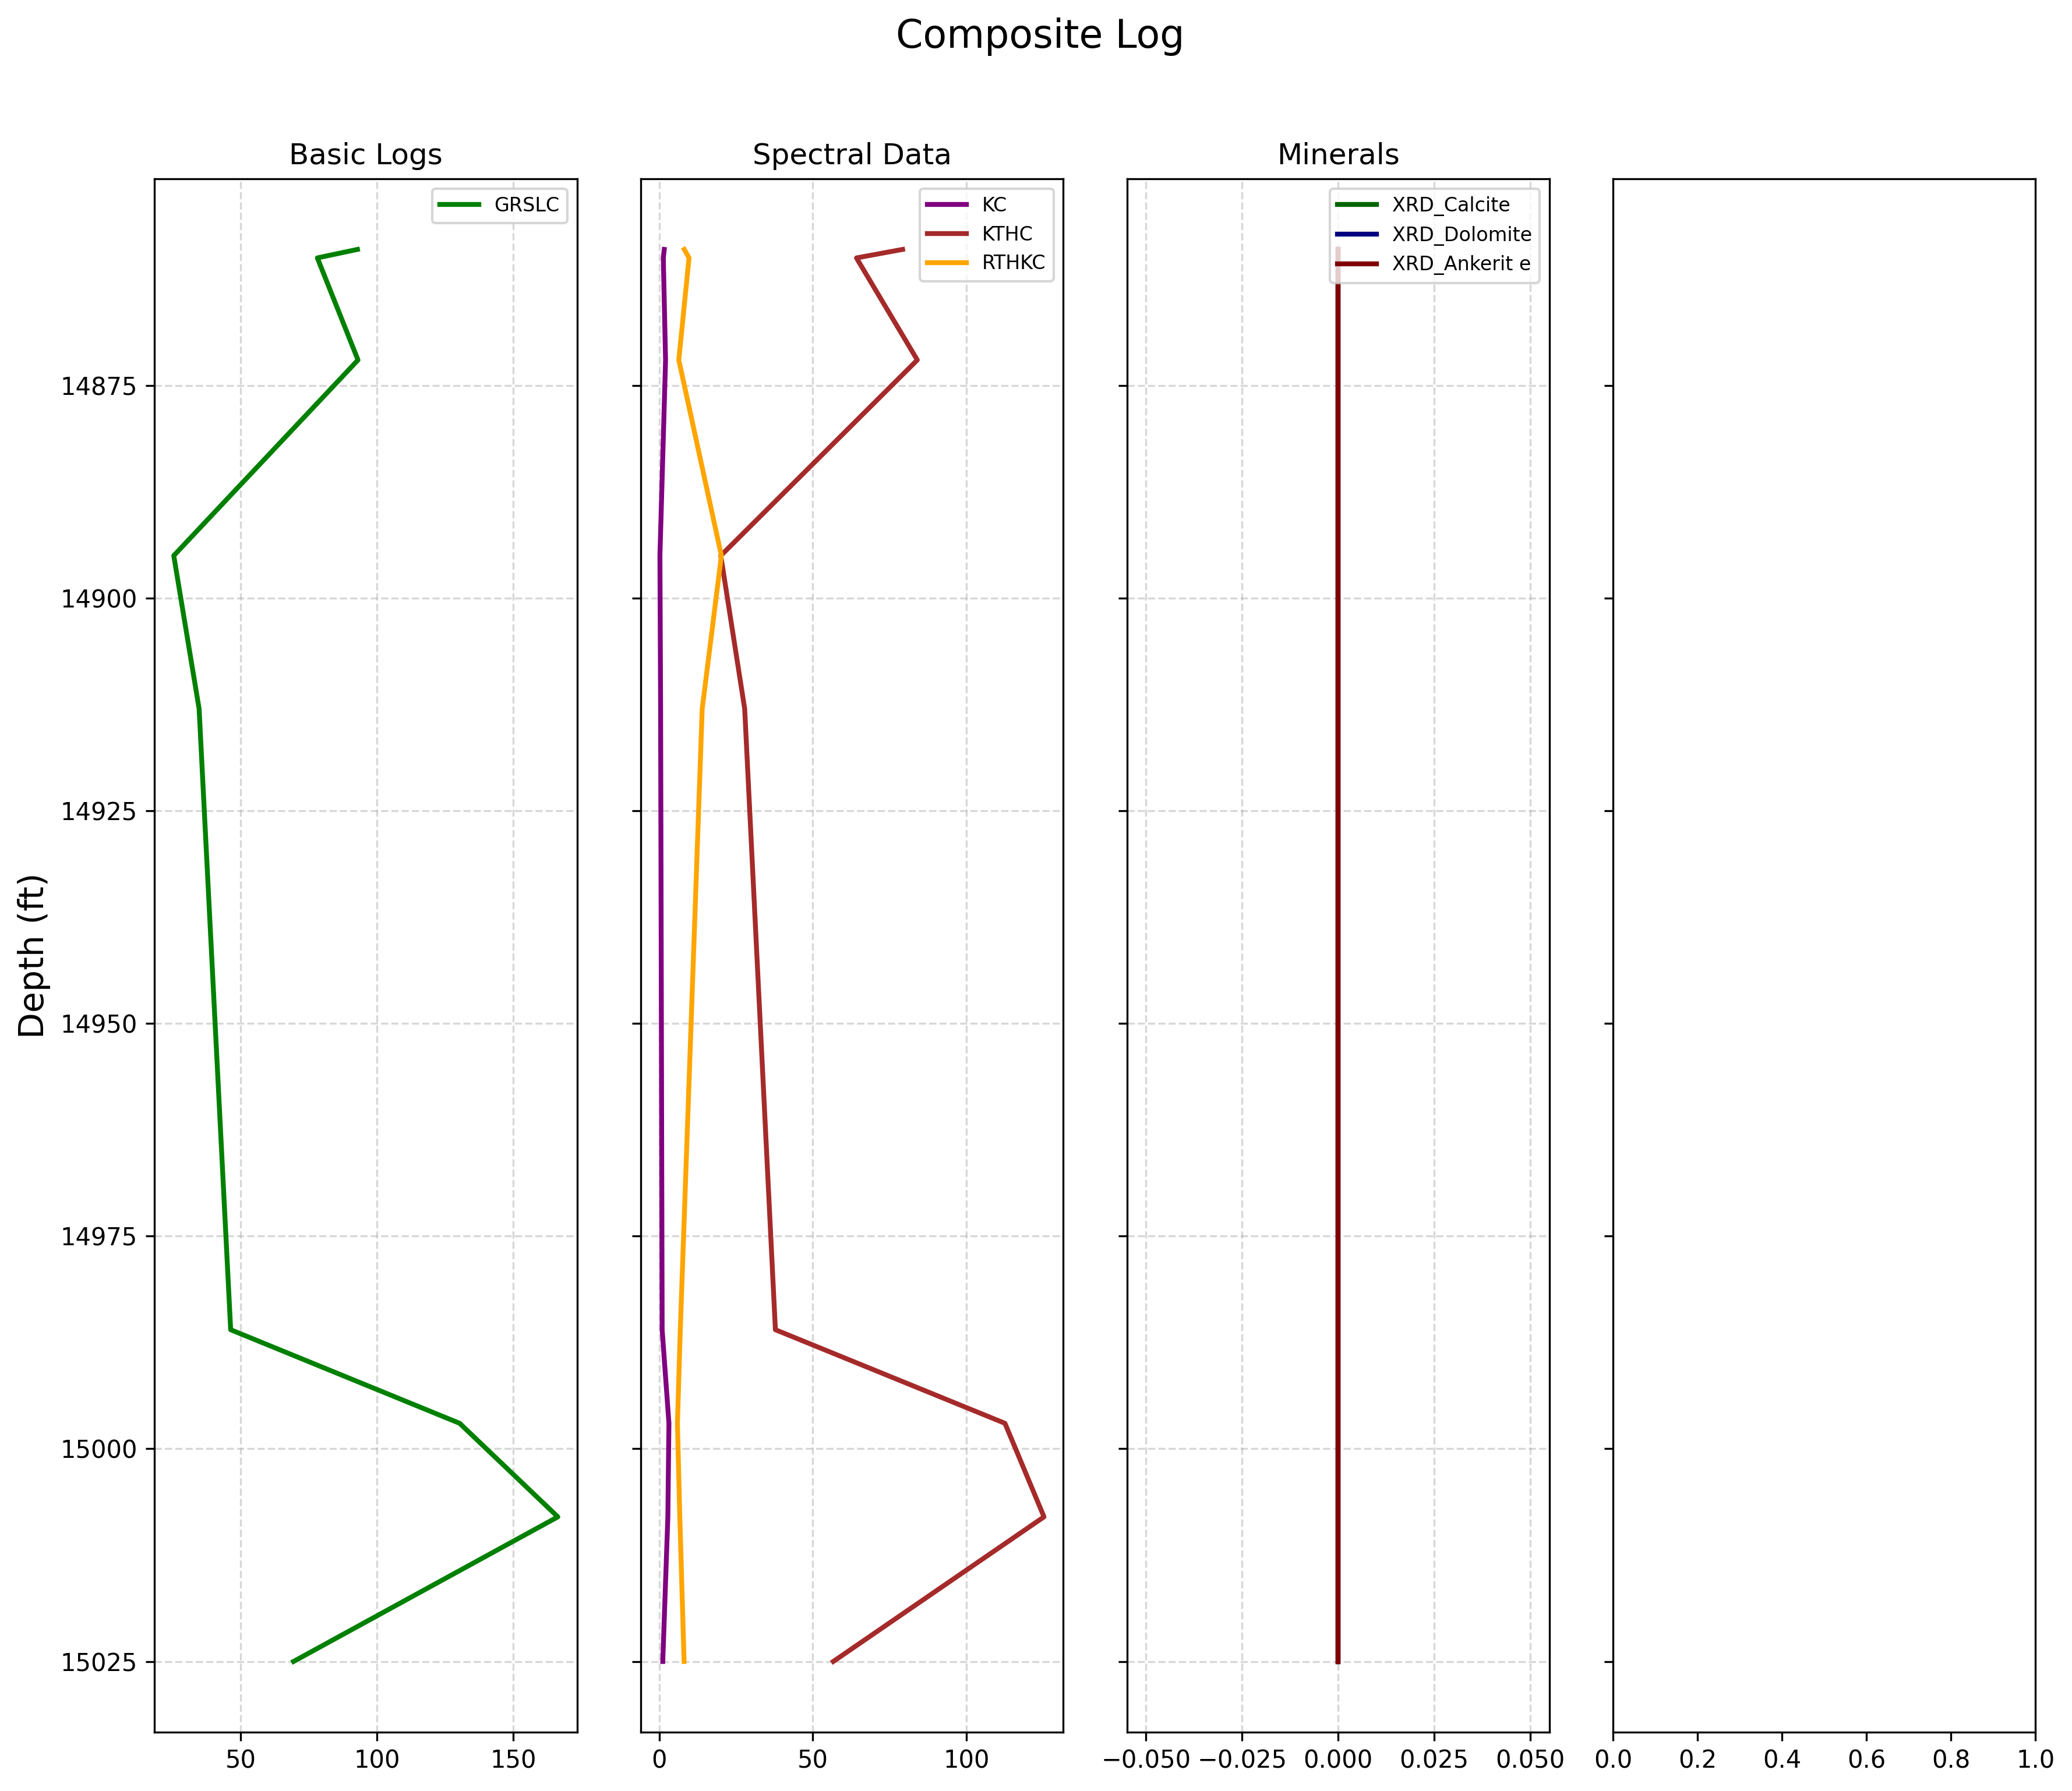 Composite Log
Basic Logs
Spectral Data
Minerals
GRSLC
KC
KTHC
RTHKC
XRD_Calcite
XRD_Dolomite
XRD_Ankerit e
Depth (ft)
14875
14900
14925
14950
14975
15000
15025
50 100 150
0 50 100
−0.050 −0.025 0.000 0.025 0.050
0.0 0.2 0.4 0.6 0.8 1.0